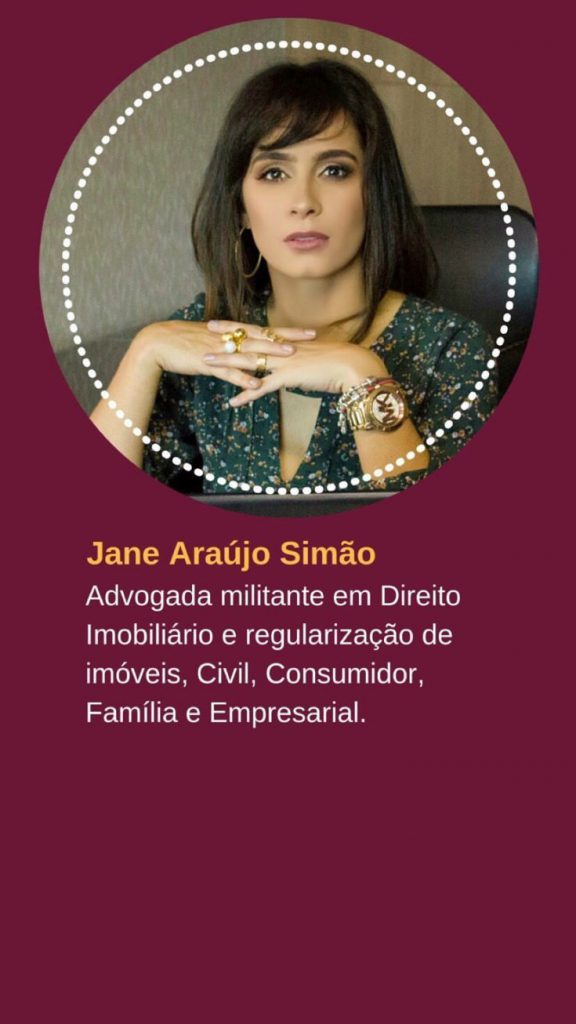 Jane Araújo Simão
Advogada militante em Direito
Imobiliário e regularização de
imóveis, Civil, Consumidor,
Família e Empresarial.